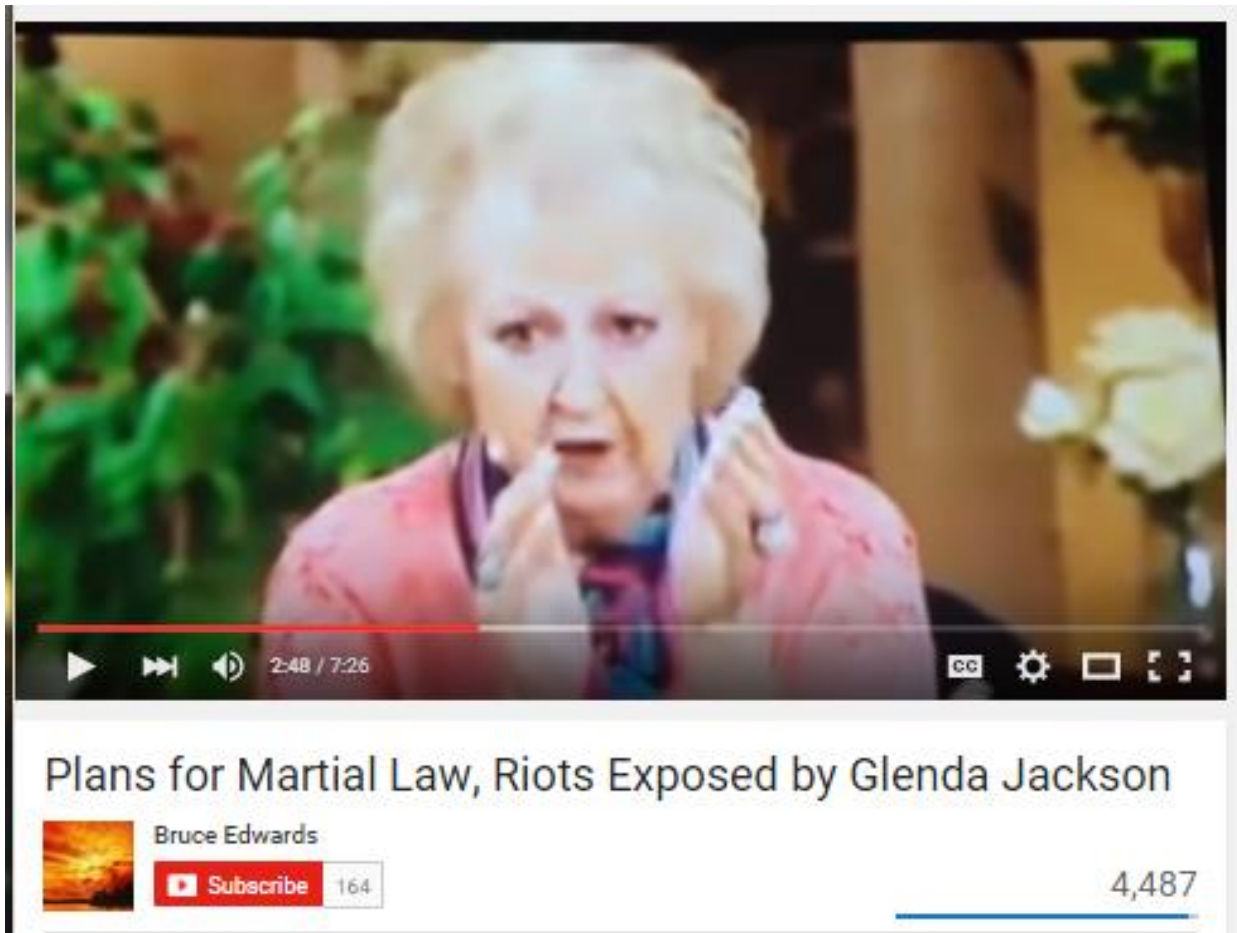 2:48 / 7:26
CC
Plans for Martial Law, Riots Exposed by Glenda Jackson
Bruce Edwards
Subscribe 164
4,487